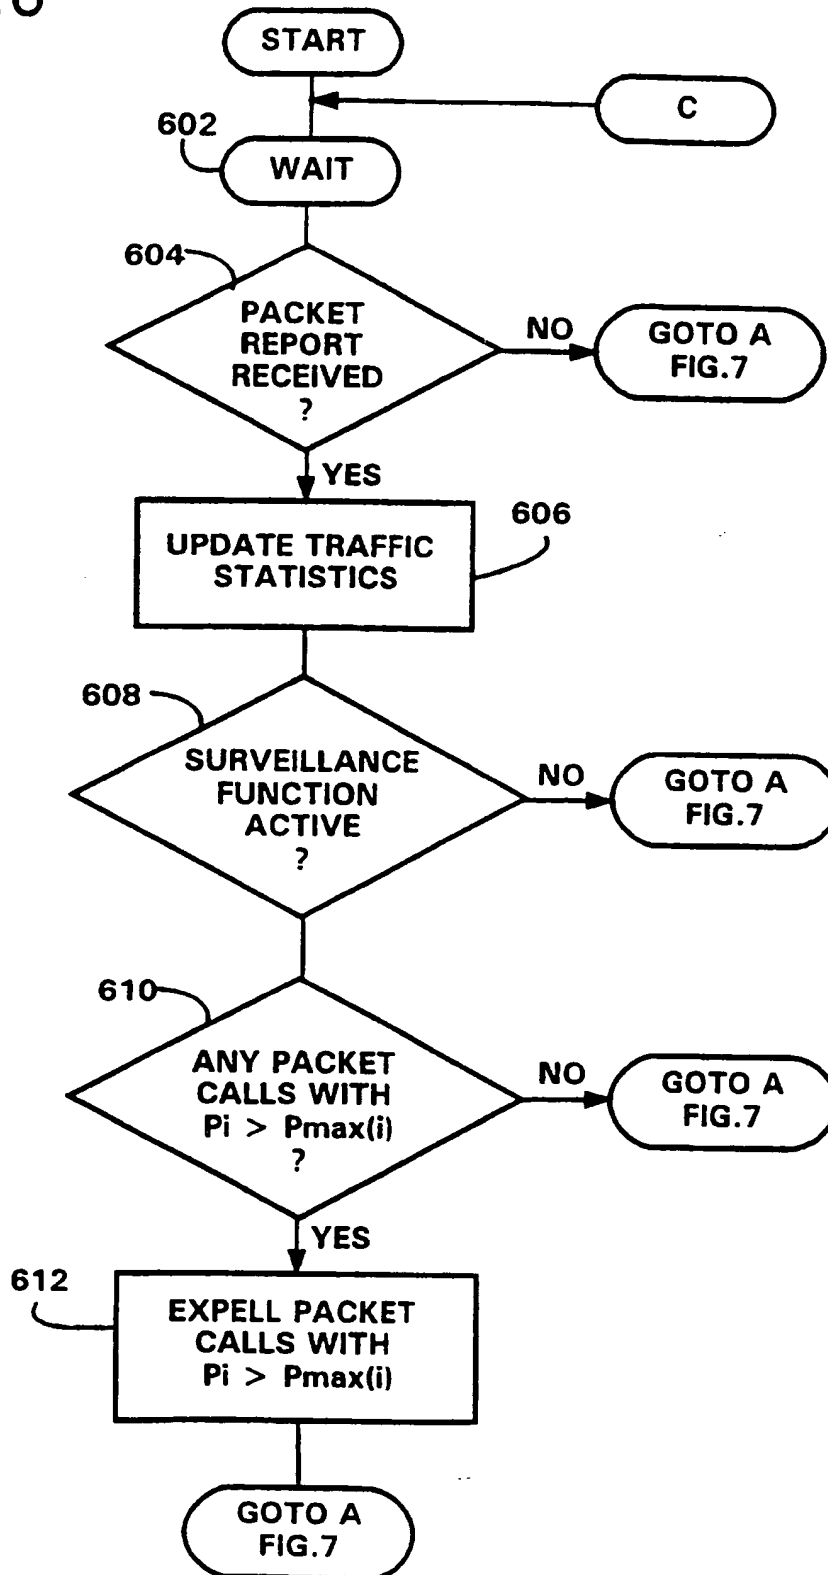 START
C
602
WAIT
604
PACKET
REPORT
RECEIVED
?
NO
GOTO A
FIG.7
YES
606
UPDATE TRAFFIC
STATISTICS
608
SURVEILLANCE
FUNCTION
ACTIVE
?
NO
GOTO A
FIG.7
610
ANY PACKET
CALLS WITH
Pi > Pmax(i)
?
NO
GOTO A
FIG.7
YES
612
EXPELL PACKET
CALLS WITH
Pi > Pmax(i)
GOTO A
FIG.7